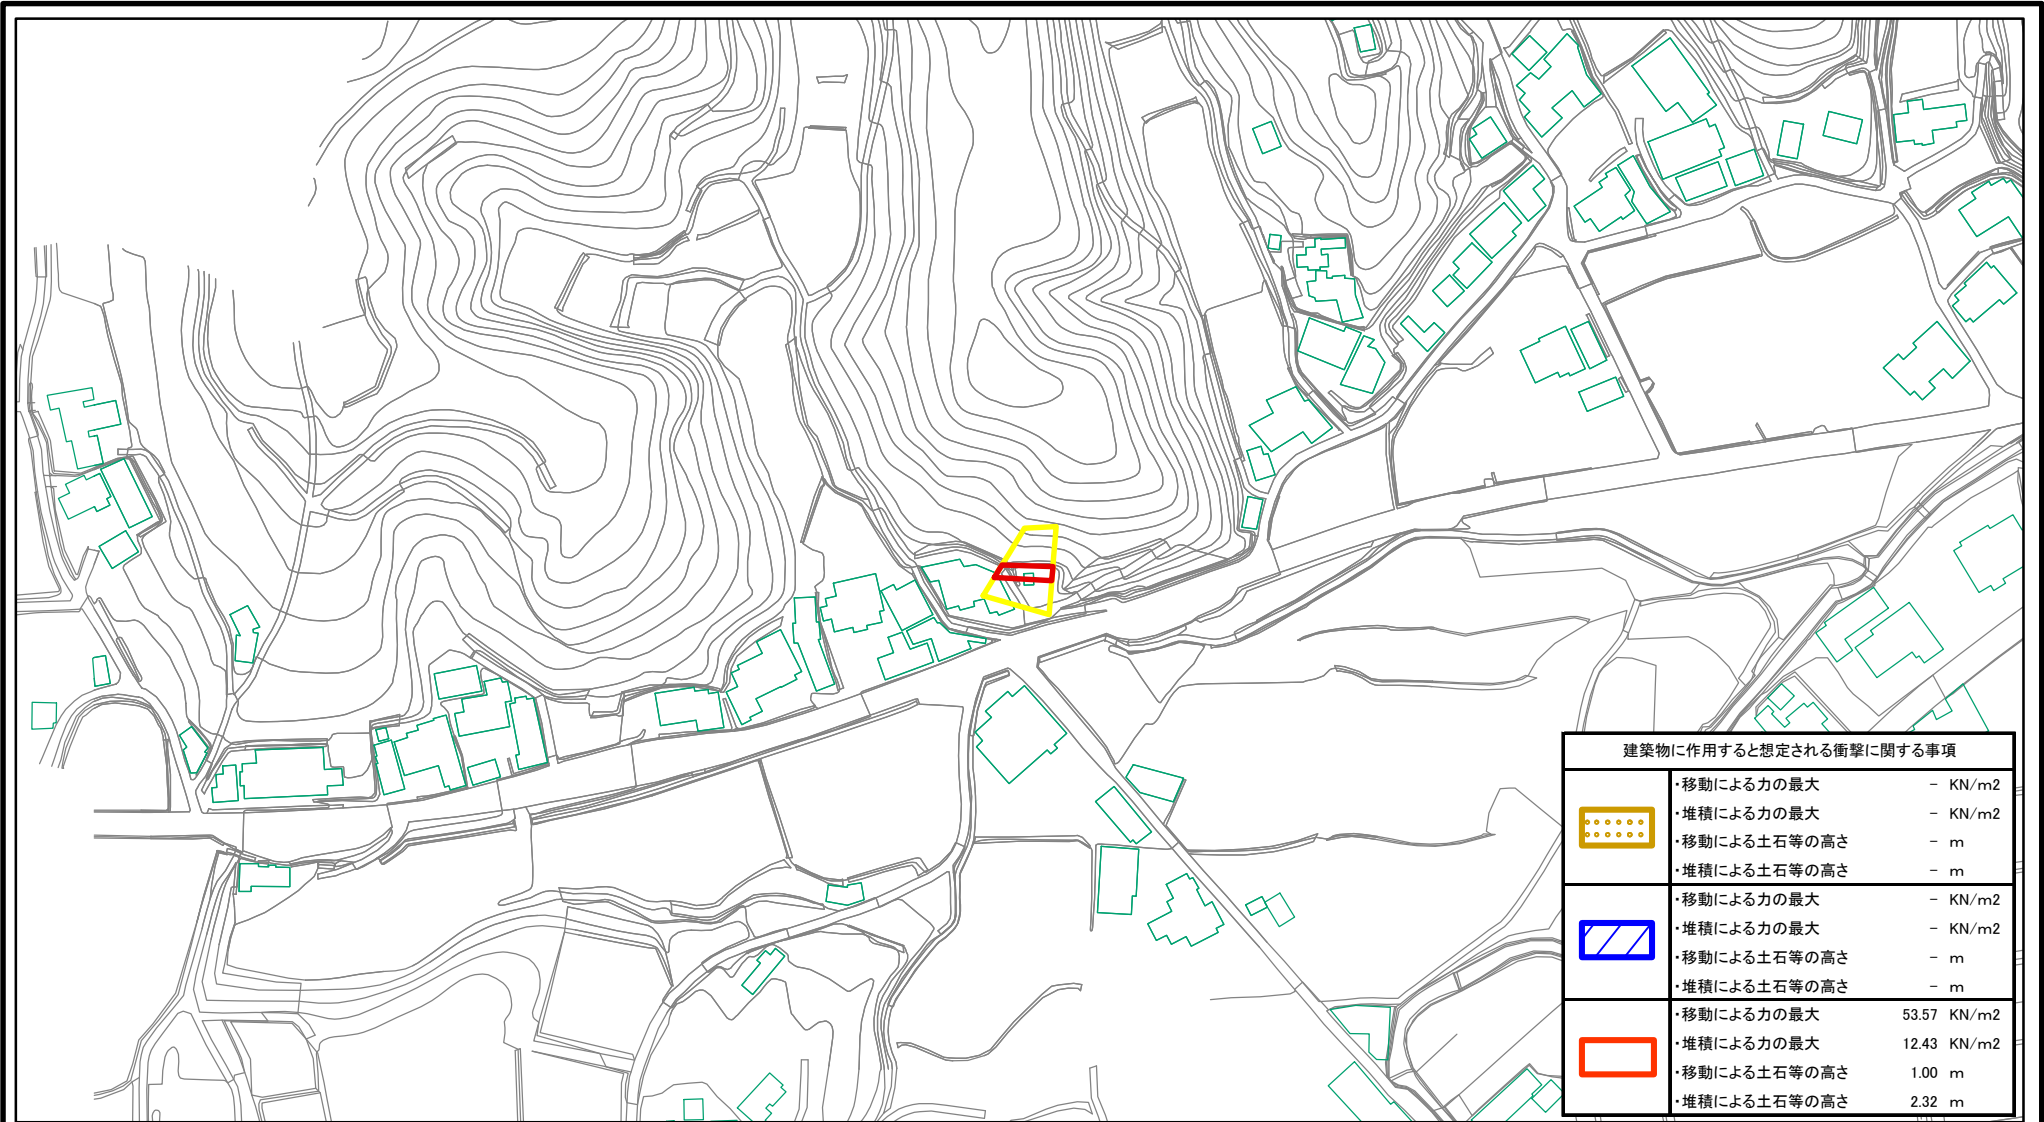 建築物に作用すると想定される衝撃に関する事項
・移動による力の最大 － KN/m2
・堆積による力の最大 － KN/m2
・移動による土石等の高さ － m
・堆積による土石等の高さ － m
・移動による力の最大 － KN/m2
・堆積による力の最大 － KN/m2
・移動による土石等の高さ － m
・堆積による土石等の高さ － m
・移動による力の最大 53.57 KN/m2
・堆積による力の最大 12.43 KN/m2
・移動による土石等の高さ 1.00 m
・堆積による土石等の高さ 2.32 m